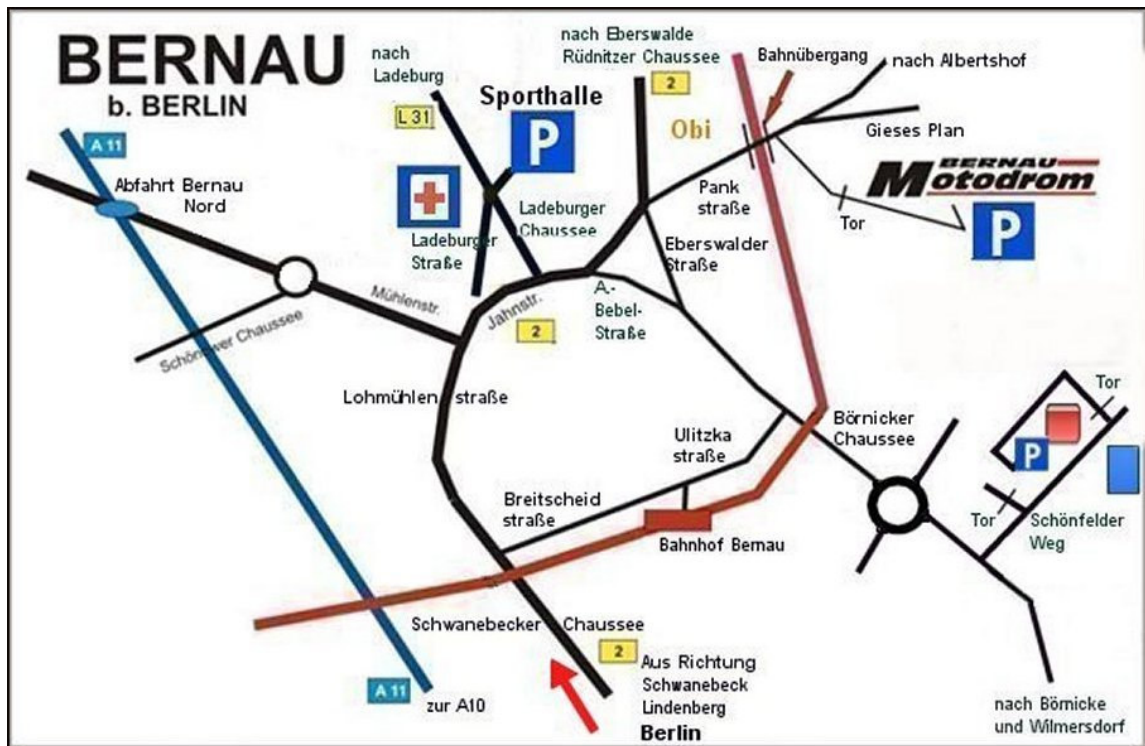 BERNAU
b. BERLIN
nach
Ladeburg
L 31
Sporthalle
P
nach Eberswalde
Rüdnitzer Chaussee
2
Obi
Bahnübergang
nach Albertshof
Gieses Plan
BERNAU
Motodrom
P
Tor
Pank
straße
A 11
Abfahrt Bernau
Nord
Ladeburger
Chaussee
Ladeburger
Straße
Eberswalder
Straße
A.-
Bebel-
Straße
Mühlenstr.
Jahnstr.
2
Schönower Chaussee
Lohmühlen straße
Ulitzka
straße
Börnicker
Chaussee
Tor
P
Tor
Schönfelder
Weg
Breitscheid
straße
Bahnhof Bernau
Schwanebecker Chaussee
2
Aus Richtung
Schwanebeck
Lindenberg
Berlin
A 11
zur A10
nach Börnicke
und Wilmersdorf